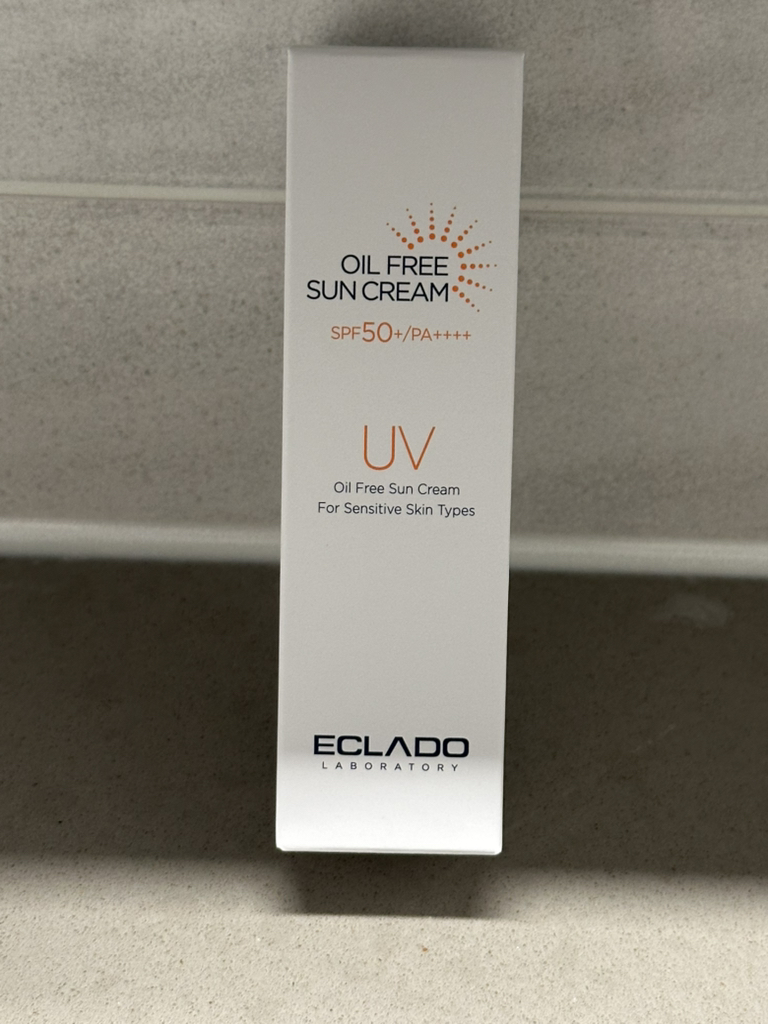 OIL FREE
SUN CREAM
SPF50+/PA++++
UV
Oil Free Sun Cream
For Sensitive Skin Types
ECLADO
LABORATORY